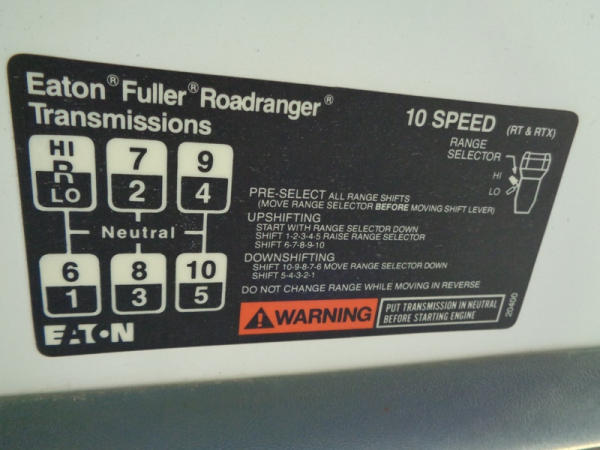 Eaton® Fuller® Roadranger®
Transmissions
10 SPEED (RT & RTX)
RANGE
SELECTOR
HI
LO
HI
R
LO
7
2
9
4
Neutral
6
1
8
3
10
5
PRE-SELECT ALL RANGE SHIFTS
(MOVE RANGE SELECTOR BEFORE MOVING SHIFT LEVER)
UPSHIFTING
START WITH RANGE SELECTOR DOWN
SHIFT 1-2-3-4-5 RAISE RANGE SELECTOR
SHIFT 6-7-8-9-10
DOWNSHIFTING
SHIFT 10-9-8-7-6 MOVE RANGE SELECTOR DOWN
SHIFT 5-4-3-2-1
DO NOT CHANGE RANGE WHILE MOVING IN REVERSE
WARNING
PUT TRANSMISSION IN NEUTRAL
BEFORE STARTING ENGINE
20400
EATON